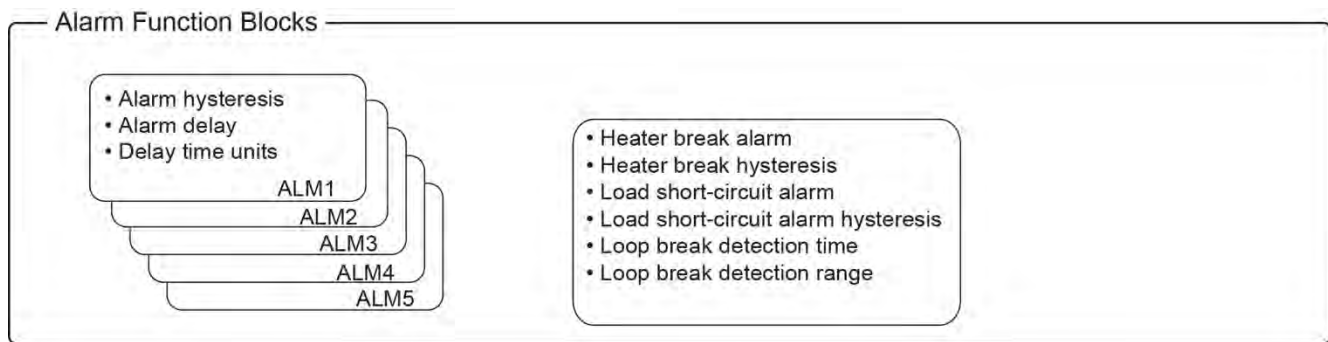 Alarm Function Blocks
• Alarm hysteresis
• Alarm delay
• Delay time units
ALM1
ALM2
ALM3
ALM4
ALM5
• Heater break alarm
• Heater break hysteresis
• Load short-circuit alarm
• Load short-circuit alarm hysteresis
• Loop break detection time
• Loop break detection range